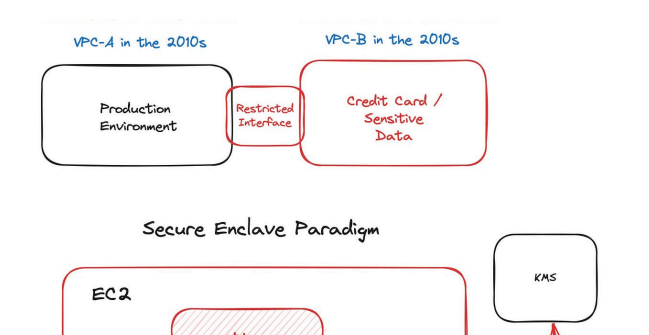 VPC-A in the 2010s
VPC-B in the 2010s
Production
Environment
Restricted
Interface
Credit Card /
Sensitive
Data
Secure Enclave Paradigm
EC2
KMS